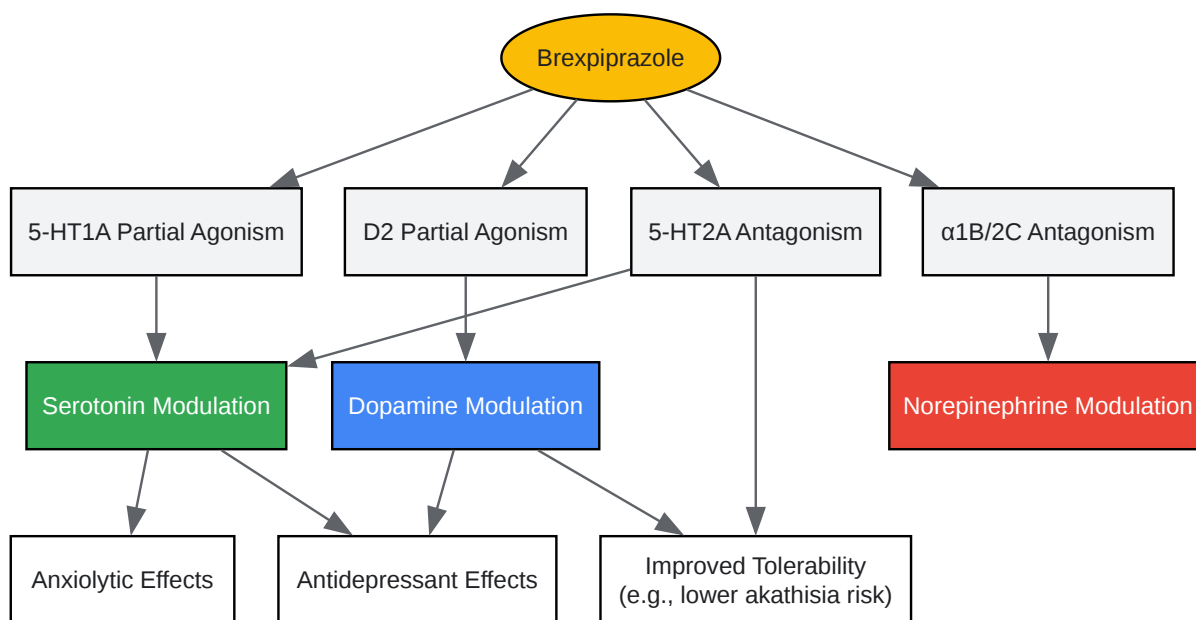 Brexpiprazole
5-HT1A Partial Agonism
D2 Partial Agonism
5-HT2A Antagonism
α1B/2C Antagonism
Serotonin Modulation
Dopamine Modulation
Norepinephrine Modulation
Anxiolytic Effects
Antidepressant Effects
Improved Tolerability
(e.g., lower akathisia risk)